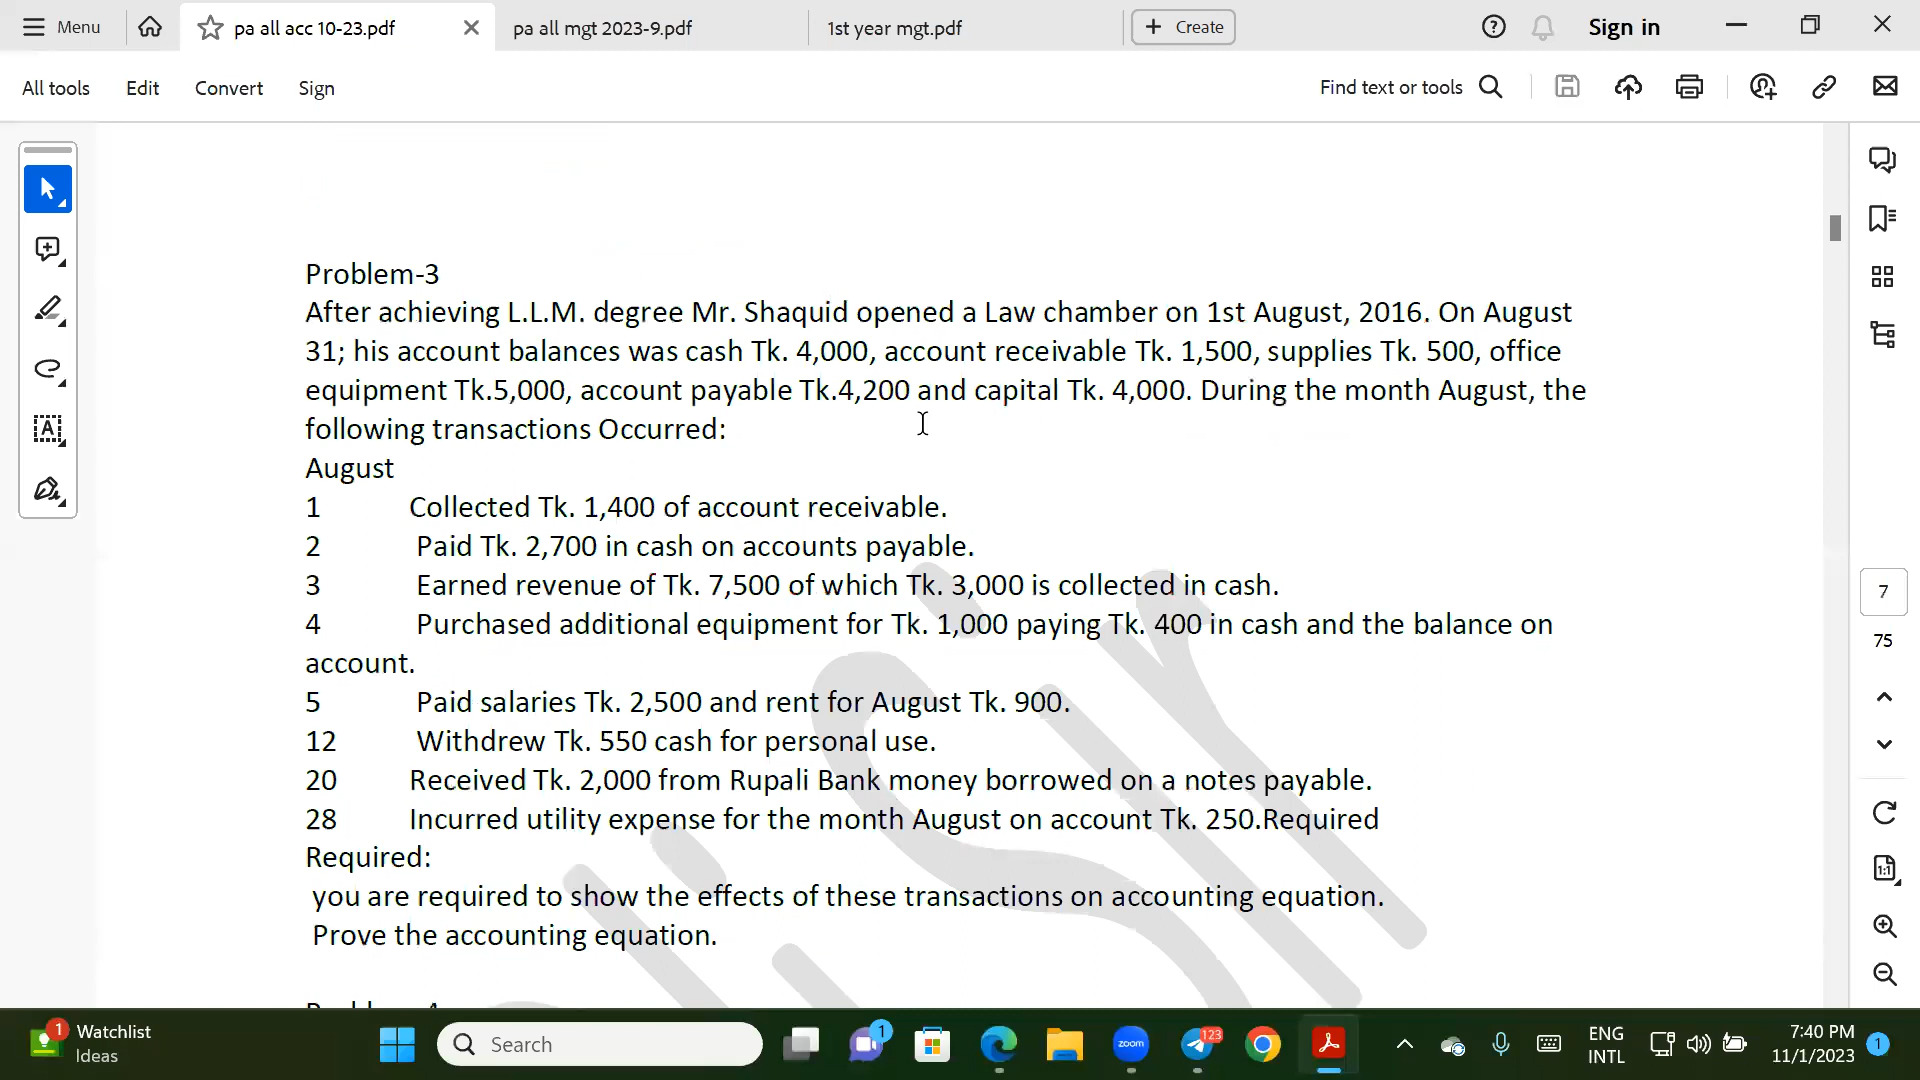 Menu
pa all acc 10-23.pdf
pa all mgt 2023-9.pdf
1st year mgt.pdf
Create
Sign in
All tools
Edit
Convert
Sign
Find text or tools
Problem-3
After achieving L.L.M. degree Mr. Shaquid opened a Law chamber on 1st August, 2016. On August
31; his account balances was cash Tk. 4,000, account receivable Tk. 1,500, supplies Tk. 500, office
equipment Tk.5,000, account payable Tk.4,200 and capital Tk. 4,000. During the month August, the
following transactions Occurred:
August
1 Collected Tk. 1,400 of account receivable.
2 Paid Tk. 2,700 in cash on accounts payable.
3 Earned revenue of Tk. 7,500 of which Tk. 3,000 is collected in cash.
4 Purchased additional equipment for Tk. 1,000 paying Tk. 400 in cash and the balance on
account.
5 Paid salaries Tk. 2,500 and rent for August Tk. 900.
12 Withdrew Tk. 550 cash for personal use.
20 Received Tk. 2,000 from Rupali Bank money borrowed on a notes payable.
28 Incurred utility expense for the month August on account Tk. 250.Required
Required:
you are required to show the effects of these transactions on accounting equation.
Prove the accounting equation.
7
75
1:1
1
Watchlist
Ideas
Search
1
zoom
123
ENG
INTL
7:40 PM
11/1/2023
1